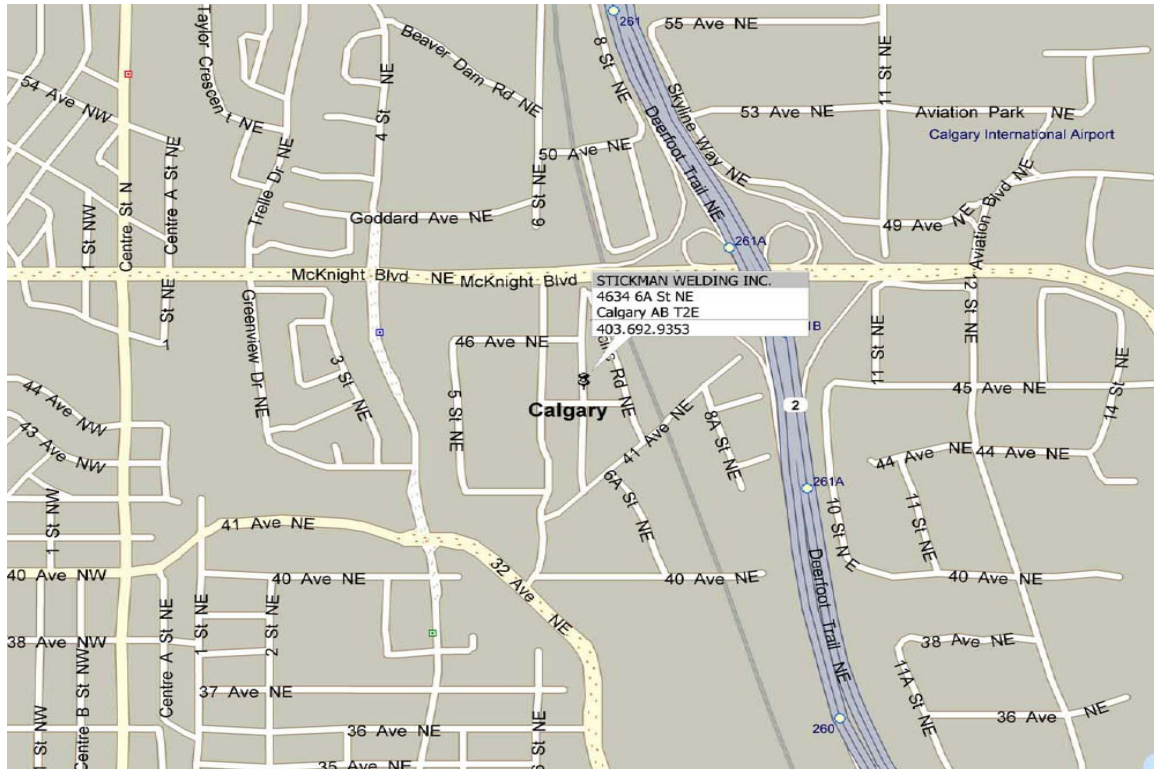 261
55 Ave NE
Taylor Crescent NE
Beaver Dam Rd NE
4 St NE
8 St NE
11 St NE
Skyline Way NE
Deerfoot Trail NE
53 Ave NE
Aviation Park NE
Calgary International Airport
54 Ave NW
50 Ave NE
6 St NE
Trelle Dr NE
Centre A St NE
Centre St N
1 St NW
Goddard Ave NE
49 Ave NE
Aviation Blvd NE
261A
McKnight Blvd NE
McKnight Blvd
STICKMAN WELDING INC.
4634 6A St NE
Calgary AB T2E
403.692.9353
1B
12 St NE
11 St NE
1 St NE
1
Greenview Dr NE
3 St NE
46 Ave NE
5 St NE
Rd NE
Calgary
2
45 Ave NE
14 St NE
44 Ave NW
43 Ave NW
41 Ave NE
8A St NE
6A St NE
44 Ave NE
44 Ave NE
261A
10 St NE
11 St NE
1 St NW
41 Ave NE
40 Ave NW
40 Ave NE
32 Ave NE
40 Ave NE
40 Ave NE
Deerfoot Trail NE
38 Ave NW
Centre A St NE
1 St NE
2 St NE
38 Ave NE
11A St NE
37 Ave NE
1 St NW
Centre B St NW
36 Ave NE
6 St NE
260
36 Ave NE
35 Ave NE